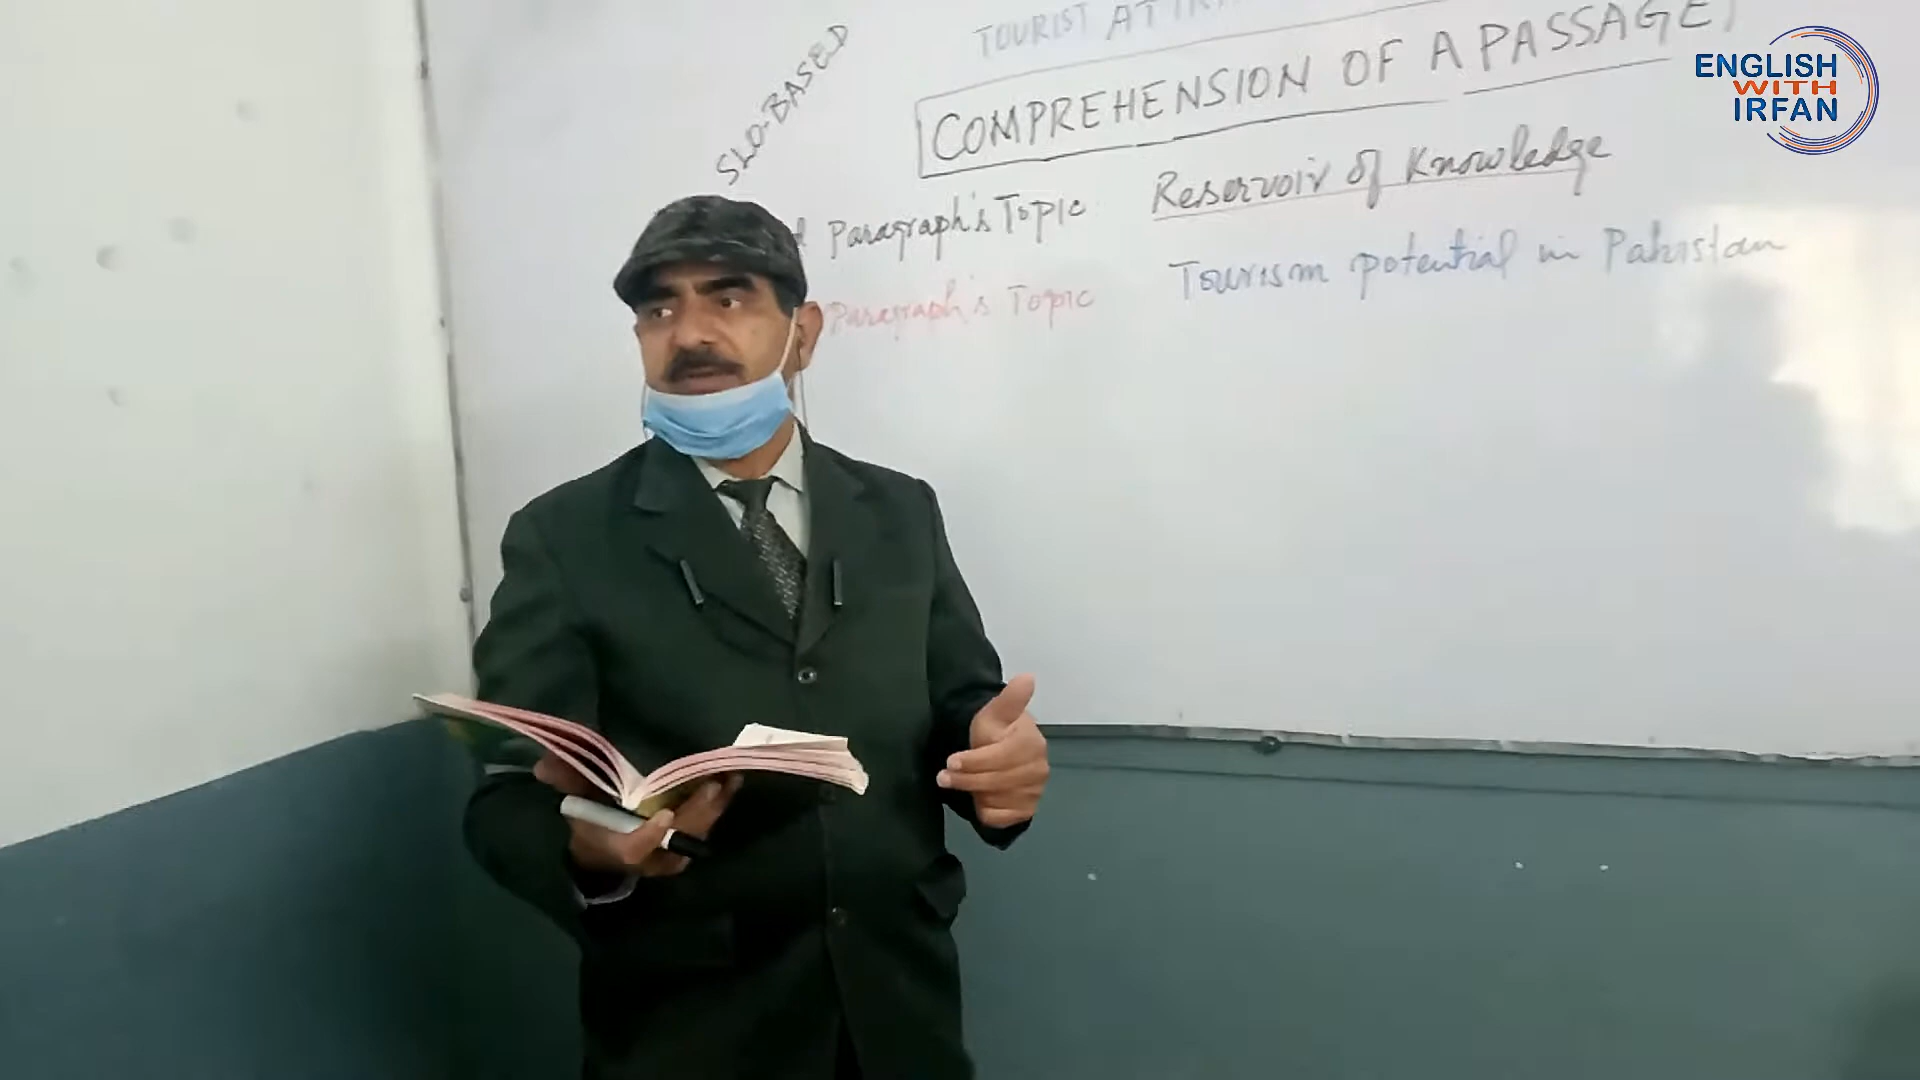 TOURIST
SLO-BASED
COMPREHENSION OF A PASSAGE
Paragraph's Topic Reservoir of Knowledge
Paragraph's Topic Tourism potential in Pakistan
ENGLISH
WITH
IRFAN